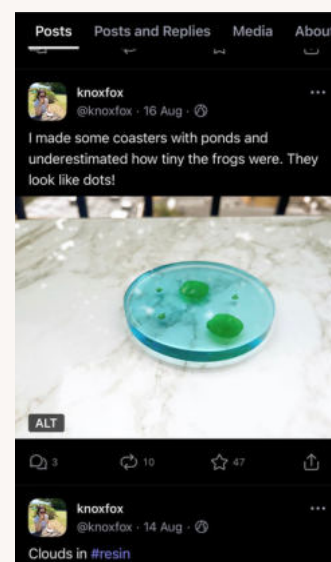 Posts Posts and Replies Media About
knoxfox
@knoxfox · 16 Aug ·
I made some coasters with ponds and
underestimated how tiny the frogs were. They
look like dots!
ALT
3 10 47
knoxfox
@knoxfox · 14 Aug ·
Clouds in #resin